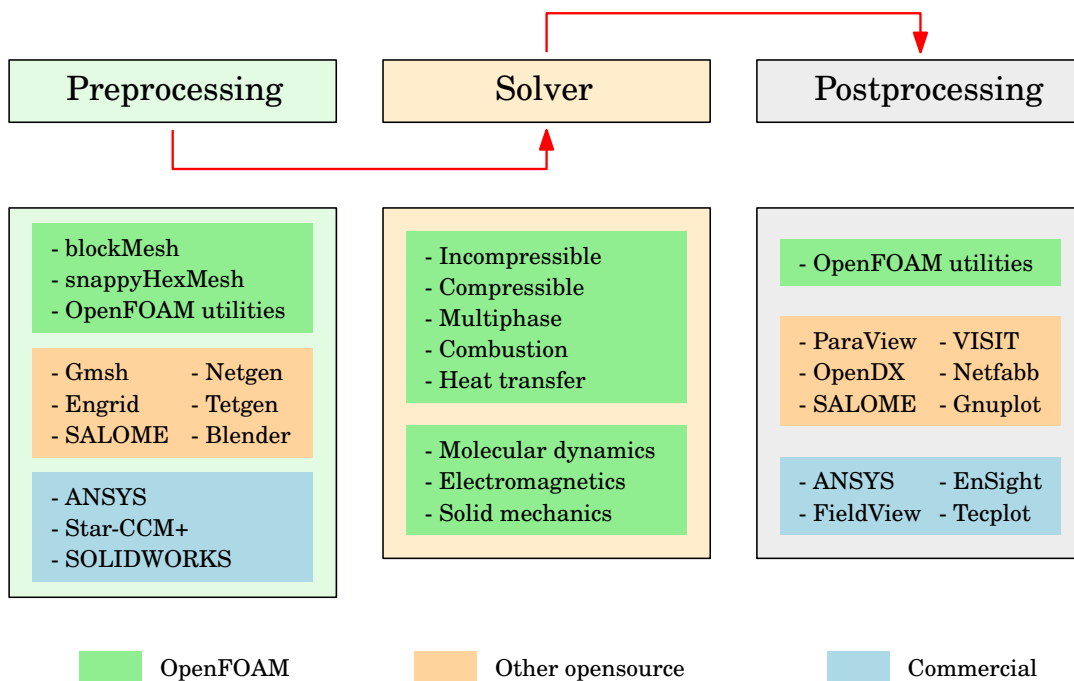 Preprocessing
Solver
Postprocessing
- blockMesh
- snappyHexMesh
- OpenFOAM utilities
- Gmsh - Netgen
- Engrid - Tetgen
- SALOME - Blender
- ANSYS
- Star-CCM+
- SOLIDWORKS
- Incompressible
- Compressible
- Multiphase
- Combustion
- Heat transfer
- Molecular dynamics
- Electromagnetics
- Solid mechanics
- OpenFOAM utilities
- ParaView - VISIT
- OpenDX - Netfabb
- SALOME - Gnuplot
- ANSYS - EnSight
- FieldView - Tecplot
OpenFOAM
Other opensource
Commercial